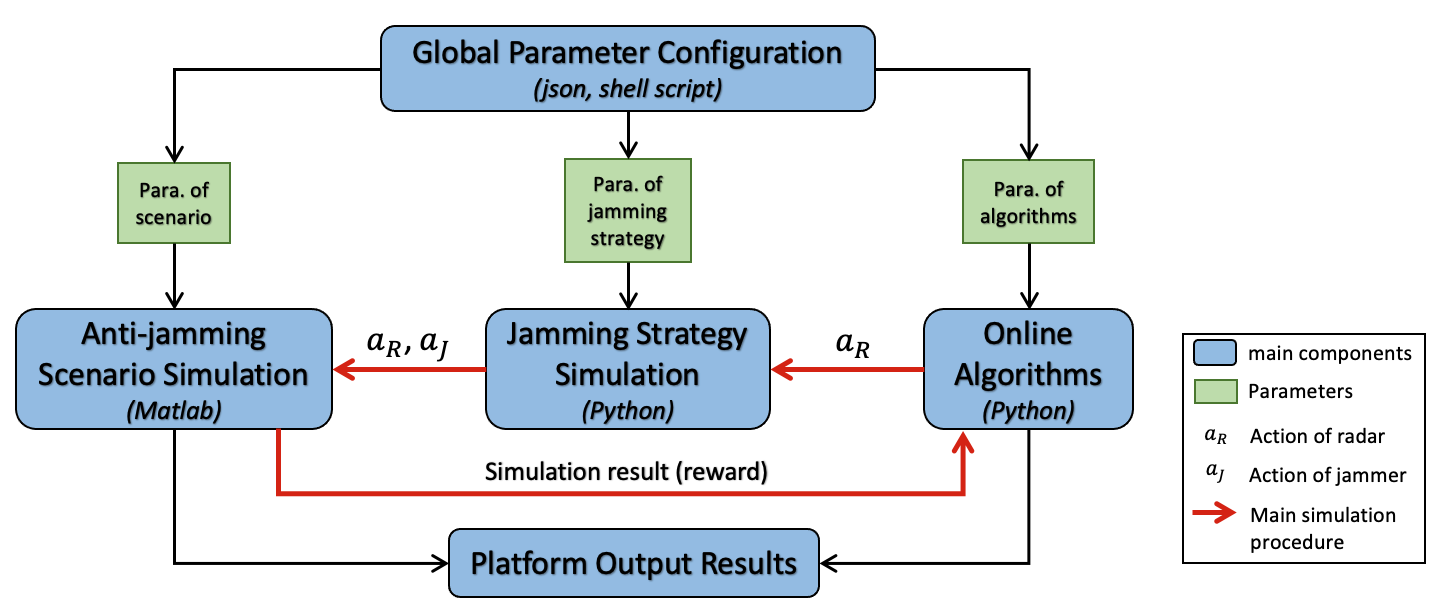 Global Parameter Configuration
(json, shell script)
Para. of
scenario
Para. of
jamming
strategy
Para. of
algorithms
Anti-jamming
Scenario Simulation
(Matlab)
a_R, a_J
Jamming Strategy
Simulation
(Python)
a_R
Online
Algorithms
(Python)
Simulation result (reward)
Platform Output Results
main components
Parameters
a_R Action of radar
a_J Action of jammer
Main simulation
procedure